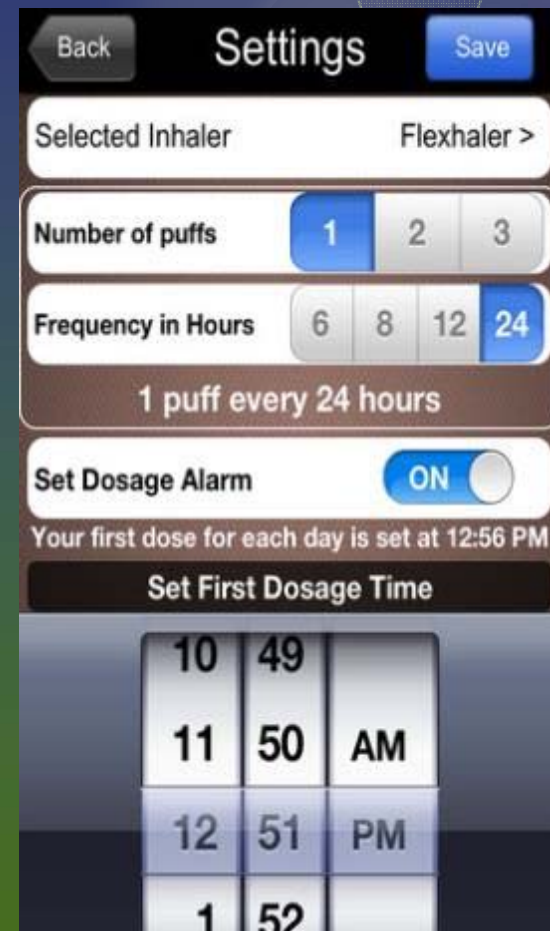 Back Settings Save
Selected Inhaler Flexhaler >
Number of puffs 1 2 3
Frequency in Hours 6 8 12 24
1 puff every 24 hours
Set Dosage Alarm ON
Your first dose for each day is set at 12:56 PM
Set First Dosage Time
10 49
11 50 AM
12 51 PM
1 52